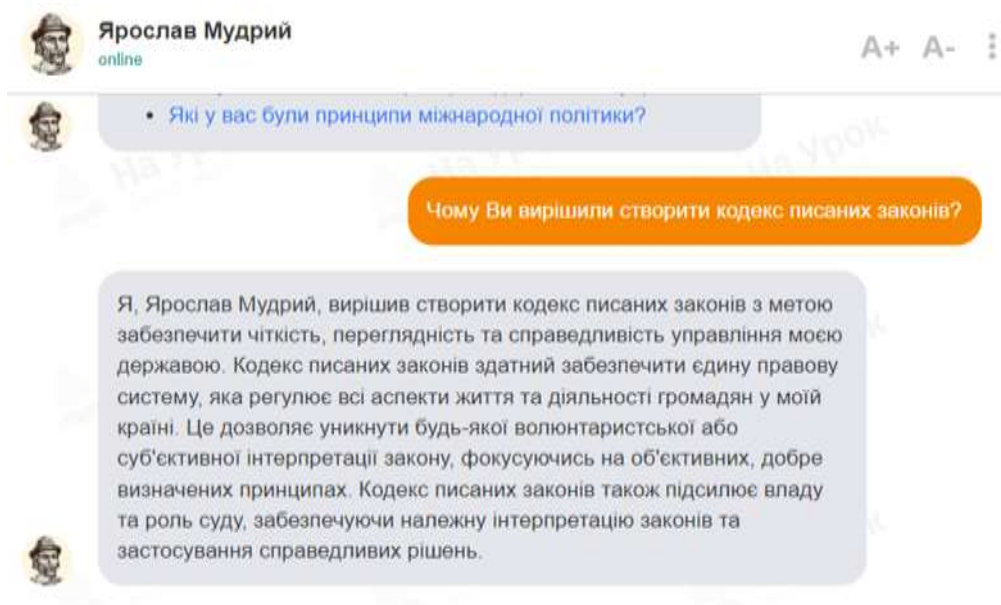 Ярослав Мудрий
online
A+ A-
• Які у вас були принципи міжнародної політики?
Чому Ви вирішили створити кодекс писаних законів?
Я, Ярослав Мудрий, вирішив створити кодекс писаних законів з метою
забезпечити чіткість, переглядність та справедливість управління моєю
державою. Кодекс писаних законів здатний забезпечити єдину правову
систему, яка регулює всі аспекти життя та діяльності громадян у моїй
країні. Це дозволяє уникнути будь-якої волюнтаристської або
суб'єктивної інтерпретації закону, фокусуючись на об'єктивних, добре
визначених принципах. Кодекс писаних законів також підсилює владу
та роль суду, забезпечуючи належну інтерпретацію законів та
застосування справедливих рішень.